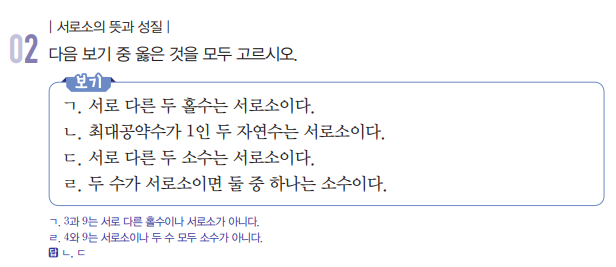 | 서로소의 뜻과 성질 |
02 다음 보기 중 옳은 것을 모두 고르시오.
보기
ㄱ. 서로 다른 두 홀수는 서로소이다.
ㄴ. 최대공약수가 1인 두 자연수는 서로소이다.
ㄷ. 서로 다른 두 소수는 서로소이다.
ㄹ. 두 수가 서로소이면 둘 중 하나는 소수이다.
ㄱ. 3과 9는 서로 다른 홀수이나 서로소가 아니다.
ㄹ. 4와 9는 서로소이나 두 수 모두 소수가 아니다.
답 ㄴ, ㄷ